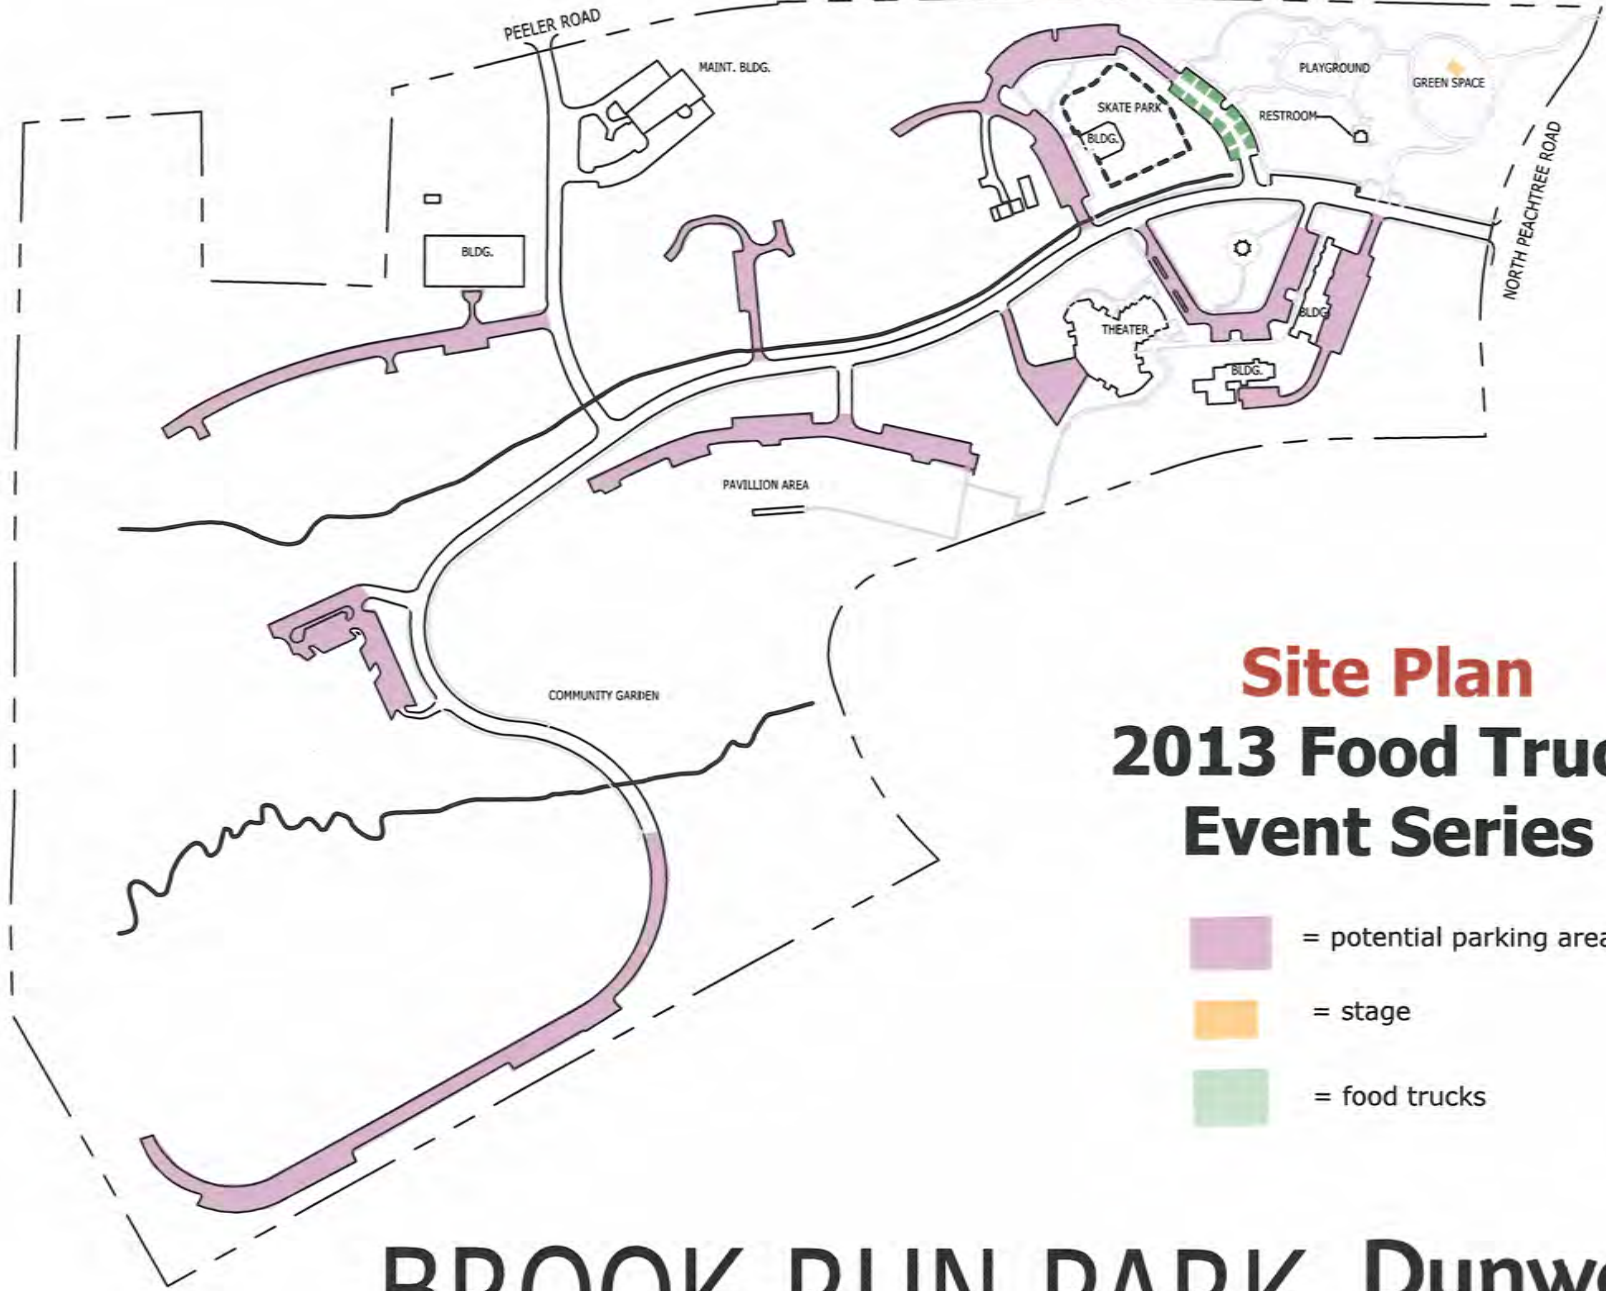 PEELER ROAD
MAINT. BLDG.
PLAYGROUND
GREEN SPACE
SKATE PARK
RESTROOM
BLDG.
NORTH PEACHTREE ROAD
BLDG.
BLDG.
THEATER
BLDG.
PAVILLION AREA
COMMUNITY GARDEN
Site Plan
2013 Food Truc
Event Series
= potential parking area
= stage
= food trucks
BROOK RUN PARK Dunwo